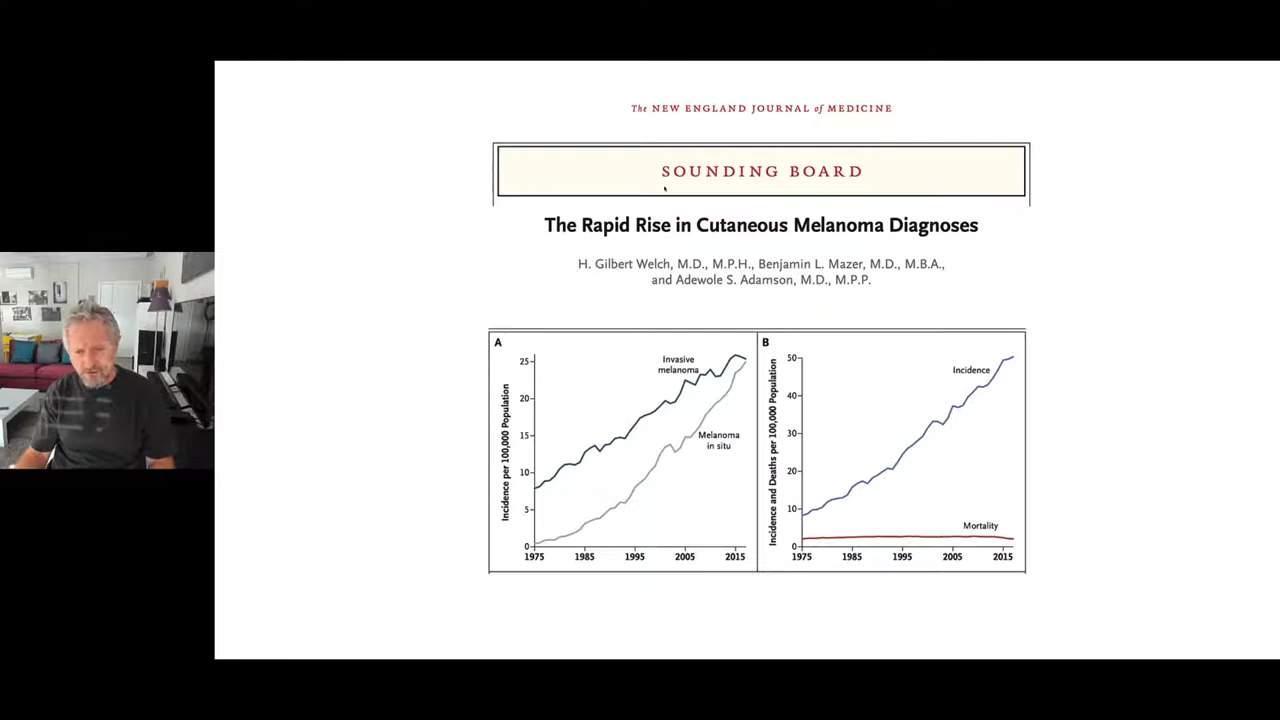 The NEW ENGLAND JOURNAL of MEDICINE
SOUNDING BOARD
The Rapid Rise in Cutaneous Melanoma Diagnoses
H. Gilbert Welch, M.D., M.P.H., Benjamin L. Mazer, M.D., M.B.A.,
and Adewole S. Adamson, M.D., M.P.P.
A
Incidence per 100,000 Population
25
20
15
10
5
0
Invasive
melanoma
Melanoma
in situ
1975 1985 1995 2005 2015
B
Incidence and Deaths per 100,000 Population
50
40
30
20
10
0
Incidence
Mortality
1975 1985 1995 2005 2015